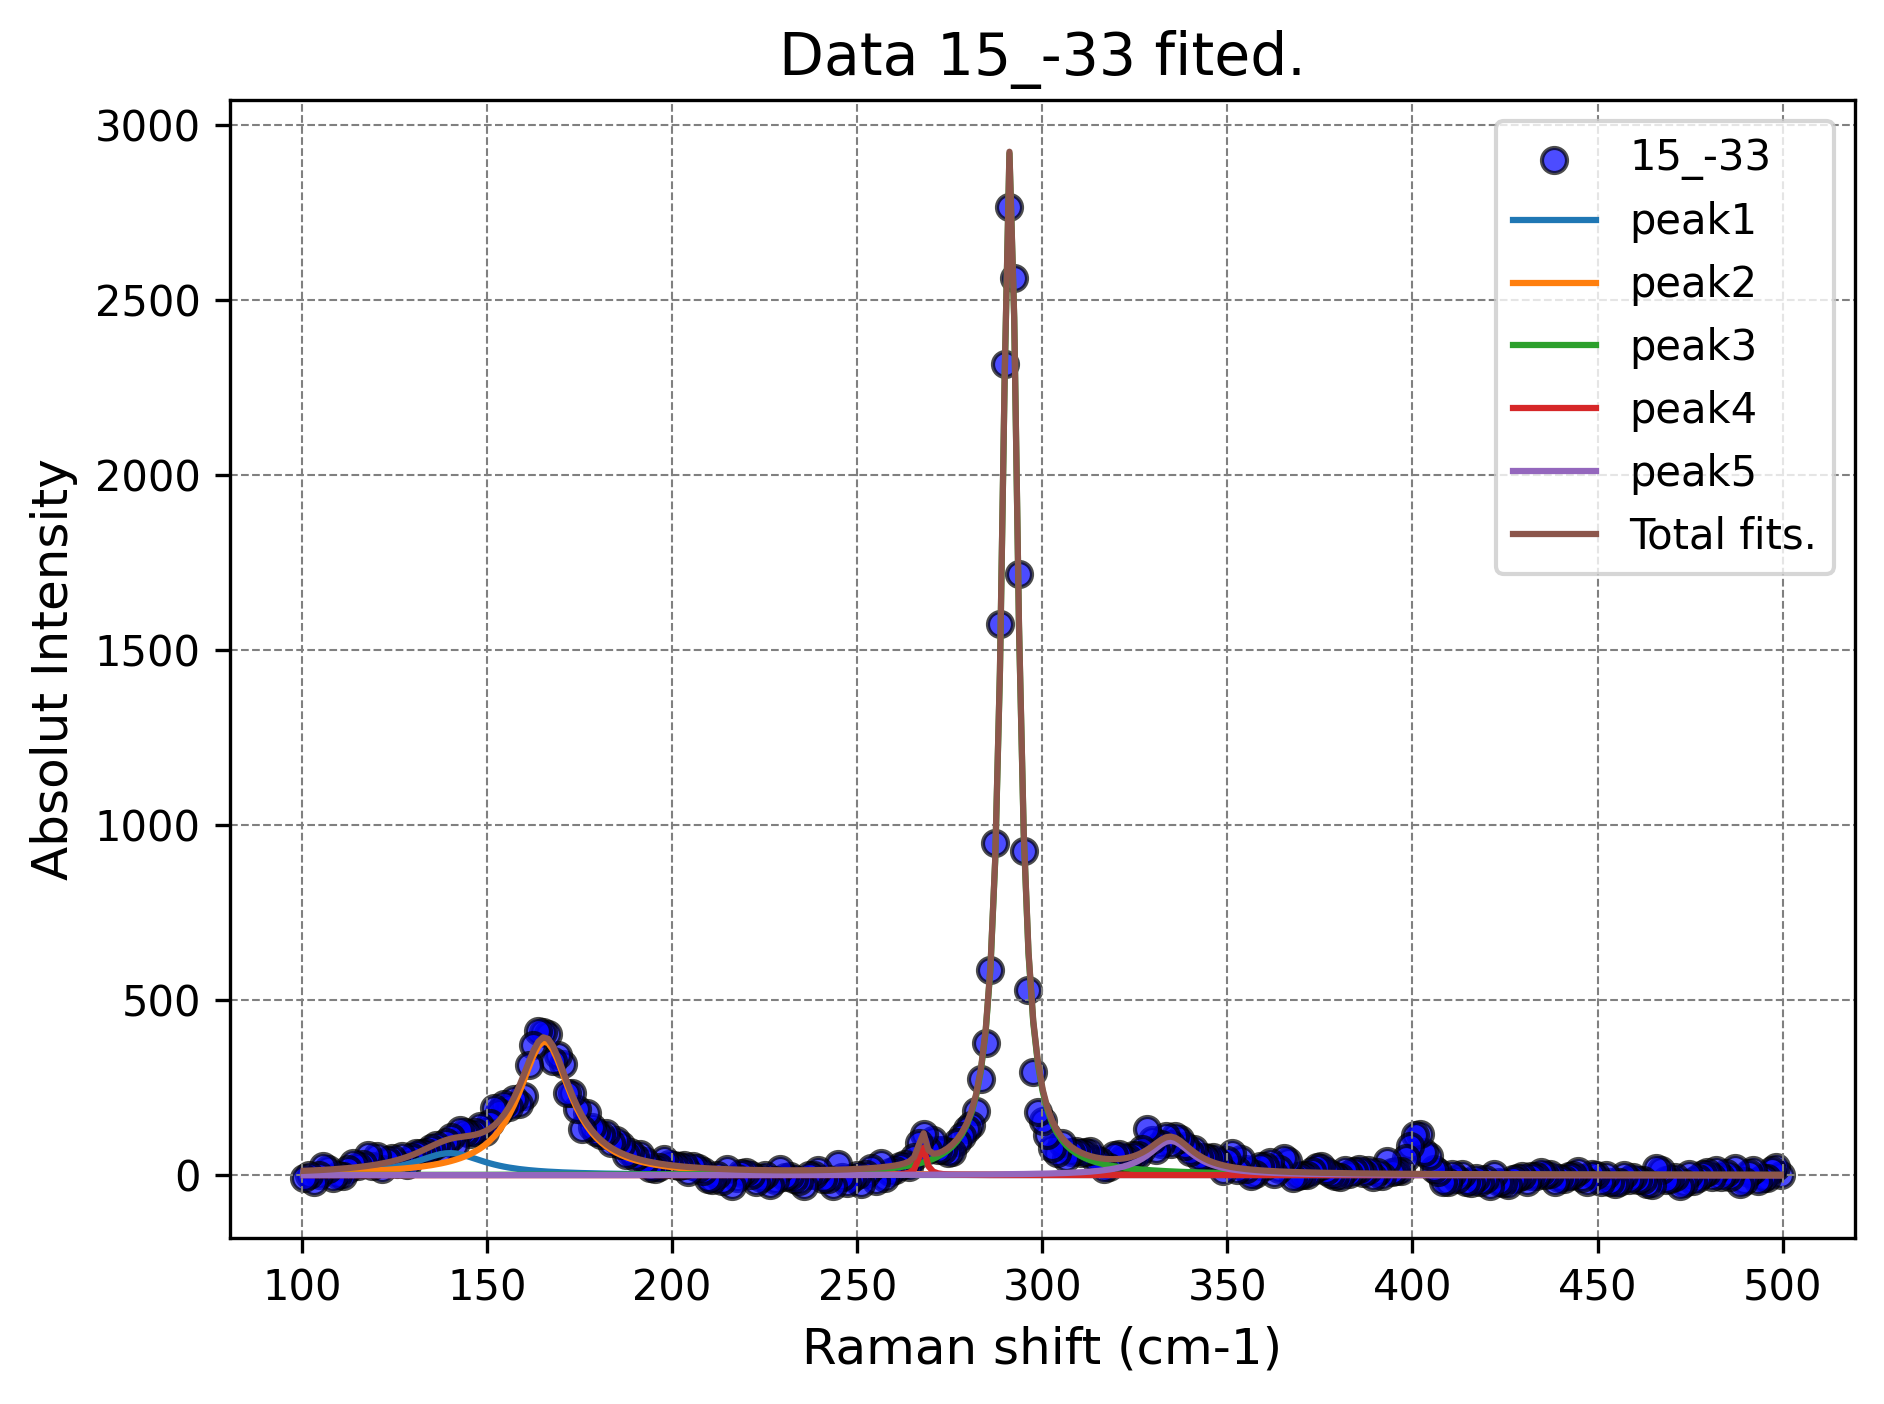 Data 15_-33 fited.
3000
2500
2000
1500
1000
500
0
Absolut Intensity
15_-33
peak1
peak2
peak3
peak4
peak5
Total fits.
100 150 200 250 300 350 400 450 500
Raman shift (cm-1)